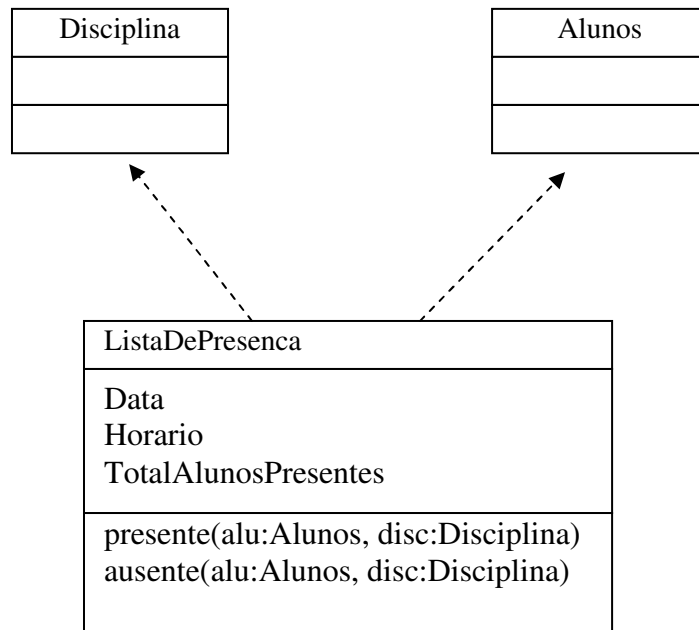 Disciplina
Alunos
ListaDePresenca
Data
Horario
TotalAlunosPresentes
presente(alu:Alunos, disc:Disciplina)
ausente(alu:Alunos, disc:Disciplina)